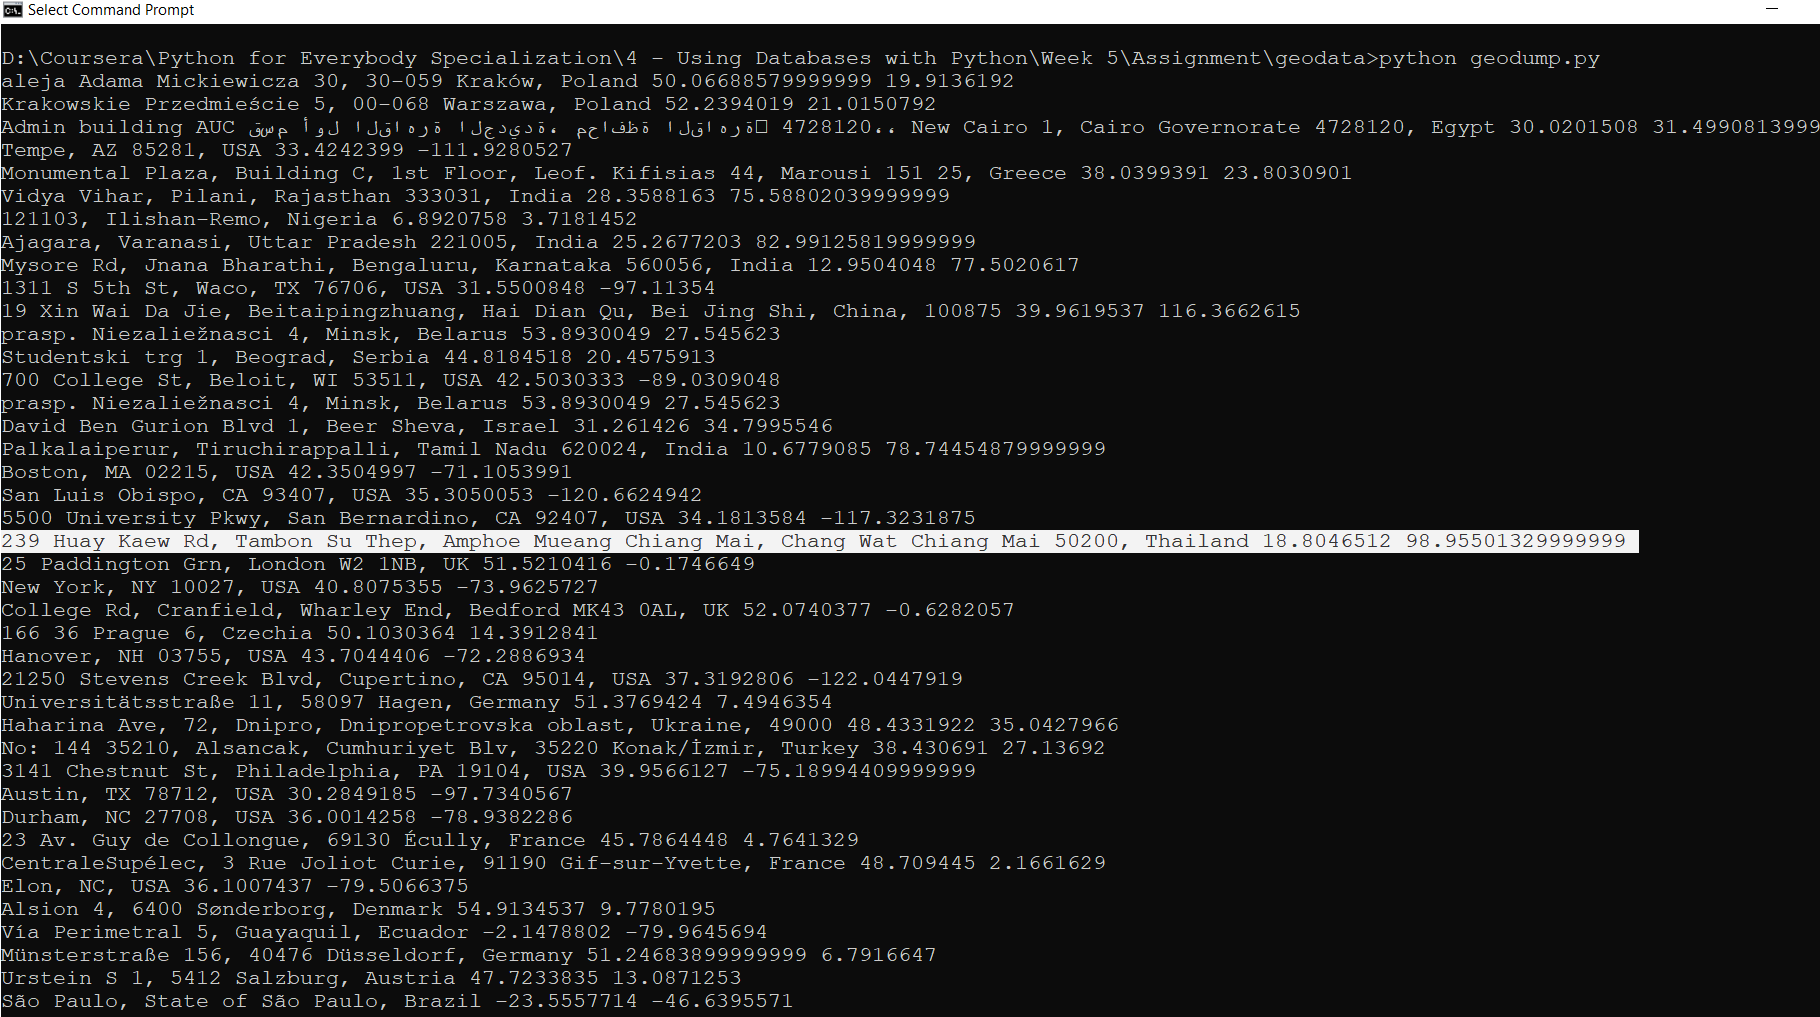 Select Command Prompt
D:\Coursera\Python for Everybody Specialization\4 - Using Databases with Python\Week 5\Assignment\geodata>python geodump.py
aleja Adama Mickiewicza 30, 30-059 Kraków, Poland 50.06688579999999 19.9136192
Krakowskie Przedmieście 5, 00-068 Warszawa, Poland 52.2394019 21.0150792
Admin building AUC قسم أول القاهرة الجديدة، محافظة القاهرة 4728120،، New Cairo 1, Cairo Governorate 4728120, Egypt 30.0201508 31.4990813999
Tempe, AZ 85281, USA 33.4242399 -111.9280527
Monumental Plaza, Building C, 1st Floor, Leof. Kifisias 44, Marousi 151 25, Greece 38.0399391 23.8030901
Vidya Vihar, Pilani, Rajasthan 333031, India 28.3588163 75.58802039999999
121103, Ilishan-Remo, Nigeria 6.8920758 3.7181452
Ajagara, Varanasi, Uttar Pradesh 221005, India 25.2677203 82.99125819999999
Mysore Rd, Jnana Bharathi, Bengaluru, Karnataka 560056, India 12.9504048 77.5020617
1311 S 5th St, Waco, TX 76706, USA 31.5500848 -97.11354
19 Xin Wai Da Jie, Beitaipingzhuang, Hai Dian Qu, Bei Jing Shi, China, 100875 39.9619537 116.3662615
prasp. Niezaliežnasci 4, Minsk, Belarus 53.8930049 27.545623
Studentski trg 1, Beograd, Serbia 44.8184518 20.4575913
700 College St, Beloit, WI 53511, USA 42.5030333 -89.0309048
prasp. Niezaliežnasci 4, Minsk, Belarus 53.8930049 27.545623
David Ben Gurion Blvd 1, Beer Sheva, Israel 31.261426 34.7995546
Palkalaiperur, Tiruchirappalli, Tamil Nadu 620024, India 10.6779085 78.74454879999999
Boston, MA 02215, USA 42.3504997 -71.1053991
San Luis Obispo, CA 93407, USA 35.3050053 -120.6624942
5500 University Pkwy, San Bernardino, CA 92407, USA 34.1813584 -117.3231875
239 Huay Kaew Rd, Tambon Su Thep, Amphoe Mueang Chiang Mai, Chang Wat Chiang Mai 50200, Thailand 18.8046512 98.95501329999999
25 Paddington Grn, London W2 1NB, UK 51.5210416 -0.1746649
New York, NY 10027, USA 40.8075355 -73.9625727
College Rd, Cranfield, Wharley End, Bedford MK43 0AL, UK 52.0740377 -0.6282057
166 36 Prague 6, Czechia 50.1030364 14.3912841
Hanover, NH 03755, USA 43.7044406 -72.2886934
21250 Stevens Creek Blvd, Cupertino, CA 95014, USA 37.3192806 -122.0447919
Universitätsstraße 11, 58097 Hagen, Germany 51.3769424 7.4946354
Haharina Ave, 72, Dnipro, Dnipropetrovska oblast, Ukraine, 49000 48.4331922 35.0427966
No: 144 35210, Alsancak, Cumhuriyet Blv, 35220 Konak/İzmir, Turkey 38.430691 27.13692
3141 Chestnut St, Philadelphia, PA 19104, USA 39.9566127 -75.18994409999999
Austin, TX 78712, USA 30.2849185 -97.7340567
Durham, NC 27708, USA 36.0014258 -78.9382286
23 Av. Guy de Collongue, 69130 Écully, France 45.7864448 4.7641329
CentraleSupélec, 3 Rue Joliot Curie, 91190 Gif-sur-Yvette, France 48.709445 2.1661629
Elon, NC, USA 36.1007437 -79.5066375
Alsion 4, 6400 Sønderborg, Denmark 54.9134537 9.7780195
Vía Perimetral 5, Guayaquil, Ecuador -2.1478802 -79.9645694
Münsterstraße 156, 40476 Düsseldorf, Germany 51.24683899999999 6.7916647
Urstein S 1, 5412 Salzburg, Austria 47.7233835 13.0871253
São Paulo, State of São Paulo, Brazil -23.5557714 -46.6395571